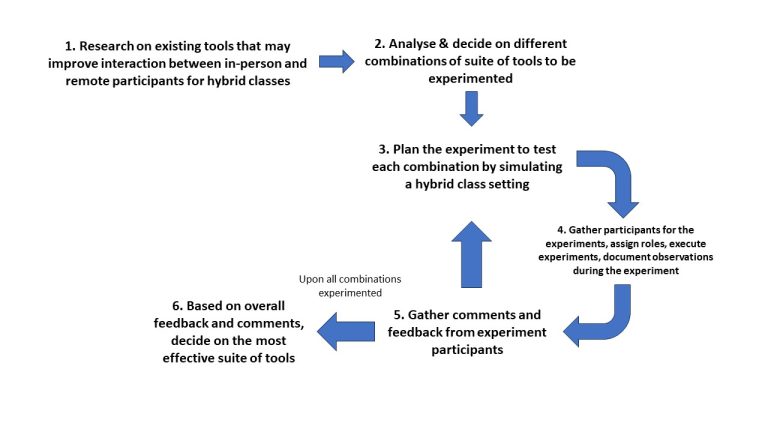 1. Research on existing tools that may
improve interaction between in-person and
remote participants for hybrid classes
2. Analyse & decide on different
combinations of suite of tools to be
experimented
3. Plan the experiment to test
each combination by simulating
a hybrid class setting
4. Gather participants for the
experiments, assign roles, execute
experiments, document observations
during the experiment
5. Gather comments and
feedback from experiment
participants
Upon all combinations
experimented
6. Based on overall
feedback and comments,
decide on the most
effective suite of tools